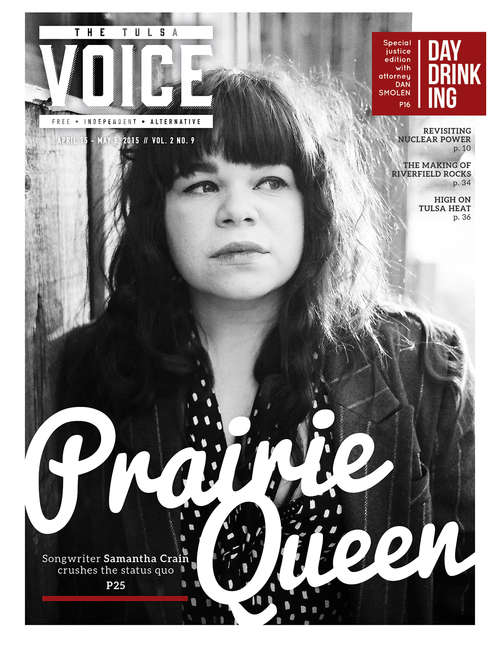 THE TULSA
VOICE
FREE • INDEPENDENT • ALTERNATIVE
APRIL 15 – MAY 5, 2015 // VOL. 2 NO. 9
Special
justice
edition
with
attorney
DAN
SMOLEN
P16
DAY
DRINK
ING
REVISITING
NUCLEAR POWER
p. 10
THE MAKING OF
RIVERFIELD ROCKS
p. 34
HIGH ON
TULSA HEAT
p. 36
Prairie
Queen
Songwriter Samantha Crain
crushes the status quo
P25